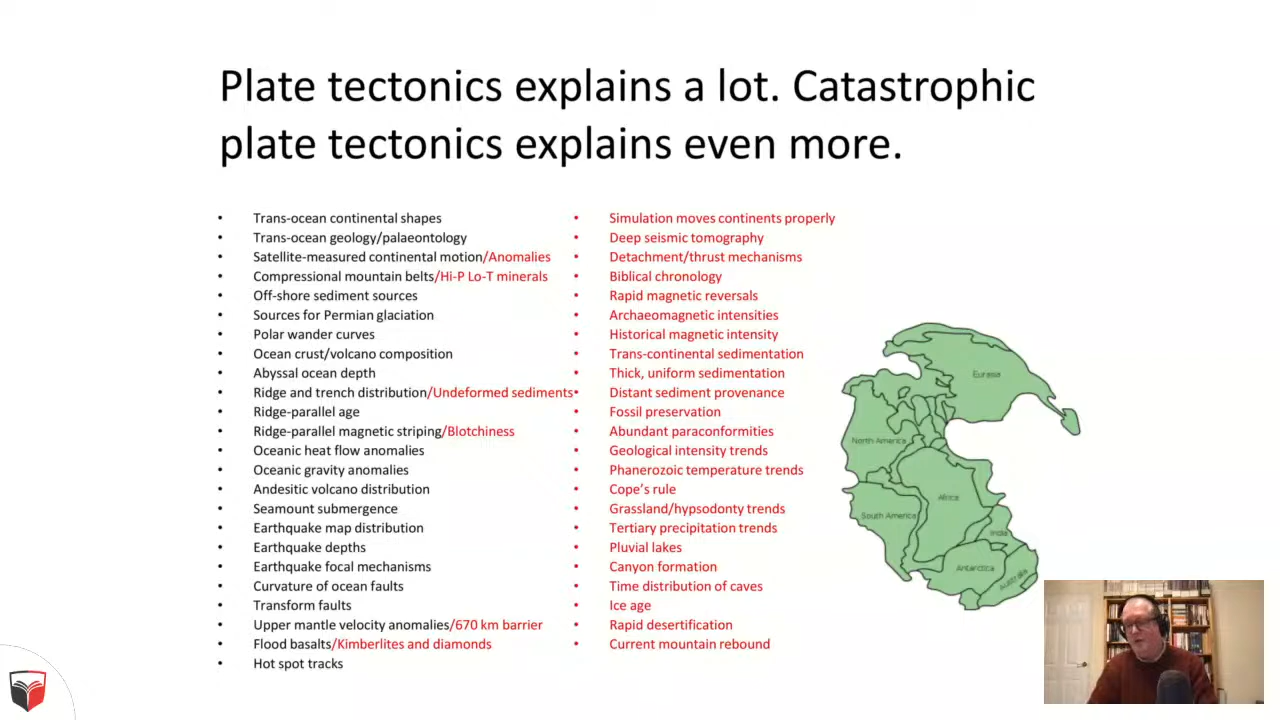 Plate tectonics explains a lot. Catastrophic
plate tectonics explains even more.
• Trans-ocean continental shapes
• Trans-ocean geology/palaeontology
• Satellite-measured continental motion/Anomalies
• Compressional mountain belts/Hi-P Lo-T minerals
• Off-shore sediment sources
• Sources for Permian glaciation
• Polar wander curves
• Ocean crust/volcano composition
• Abyssal ocean depth
• Ridge and trench distribution/Undeformed sediments
• Ridge-parallel age
• Ridge-parallel magnetic striping/Blotchiness
• Oceanic heat flow anomalies
• Oceanic gravity anomalies
• Andesitic volcano distribution
• Seamount submergence
• Earthquake map distribution
• Earthquake depths
• Earthquake focal mechanisms
• Curvature of ocean faults
• Transform faults
• Upper mantle velocity anomalies/670 km barrier
• Flood basalts/Kimberlites and diamonds
• Hot spot tracks
• Simulation moves continents properly
• Deep seismic tomography
• Detachment/thrust mechanisms
• Biblical chronology
• Rapid magnetic reversals
• Archaeomagnetic intensities
• Historical magnetic intensity
• Trans-continental sedimentation
• Thick, uniform sedimentation
• Distant sediment provenance
• Fossil preservation
• Abundant paraconformities
• Geological intensity trends
• Phanerozoic temperature trends
• Cope's rule
• Grassland/hypsodonty trends
• Tertiary precipitation trends
• Pluvial lakes
• Canyon formation
• Time distribution of caves
• Ice age
• Rapid desertification
• Current mountain rebound
Eurasia
North America
Africa
South America
India
Antarctica
Australia